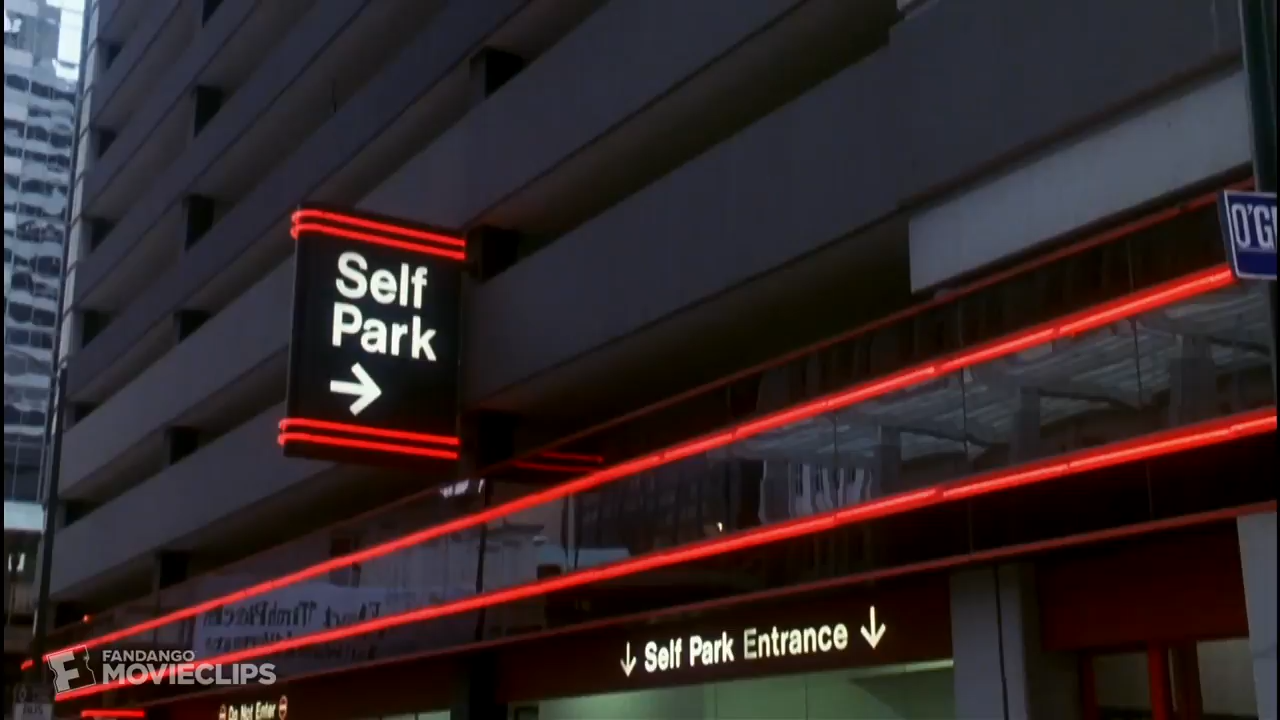 Self
Park
→
O'G
↓ Self Park Entrance ↓
FANDANGO
MOVIECLIPS
Do Not Enter